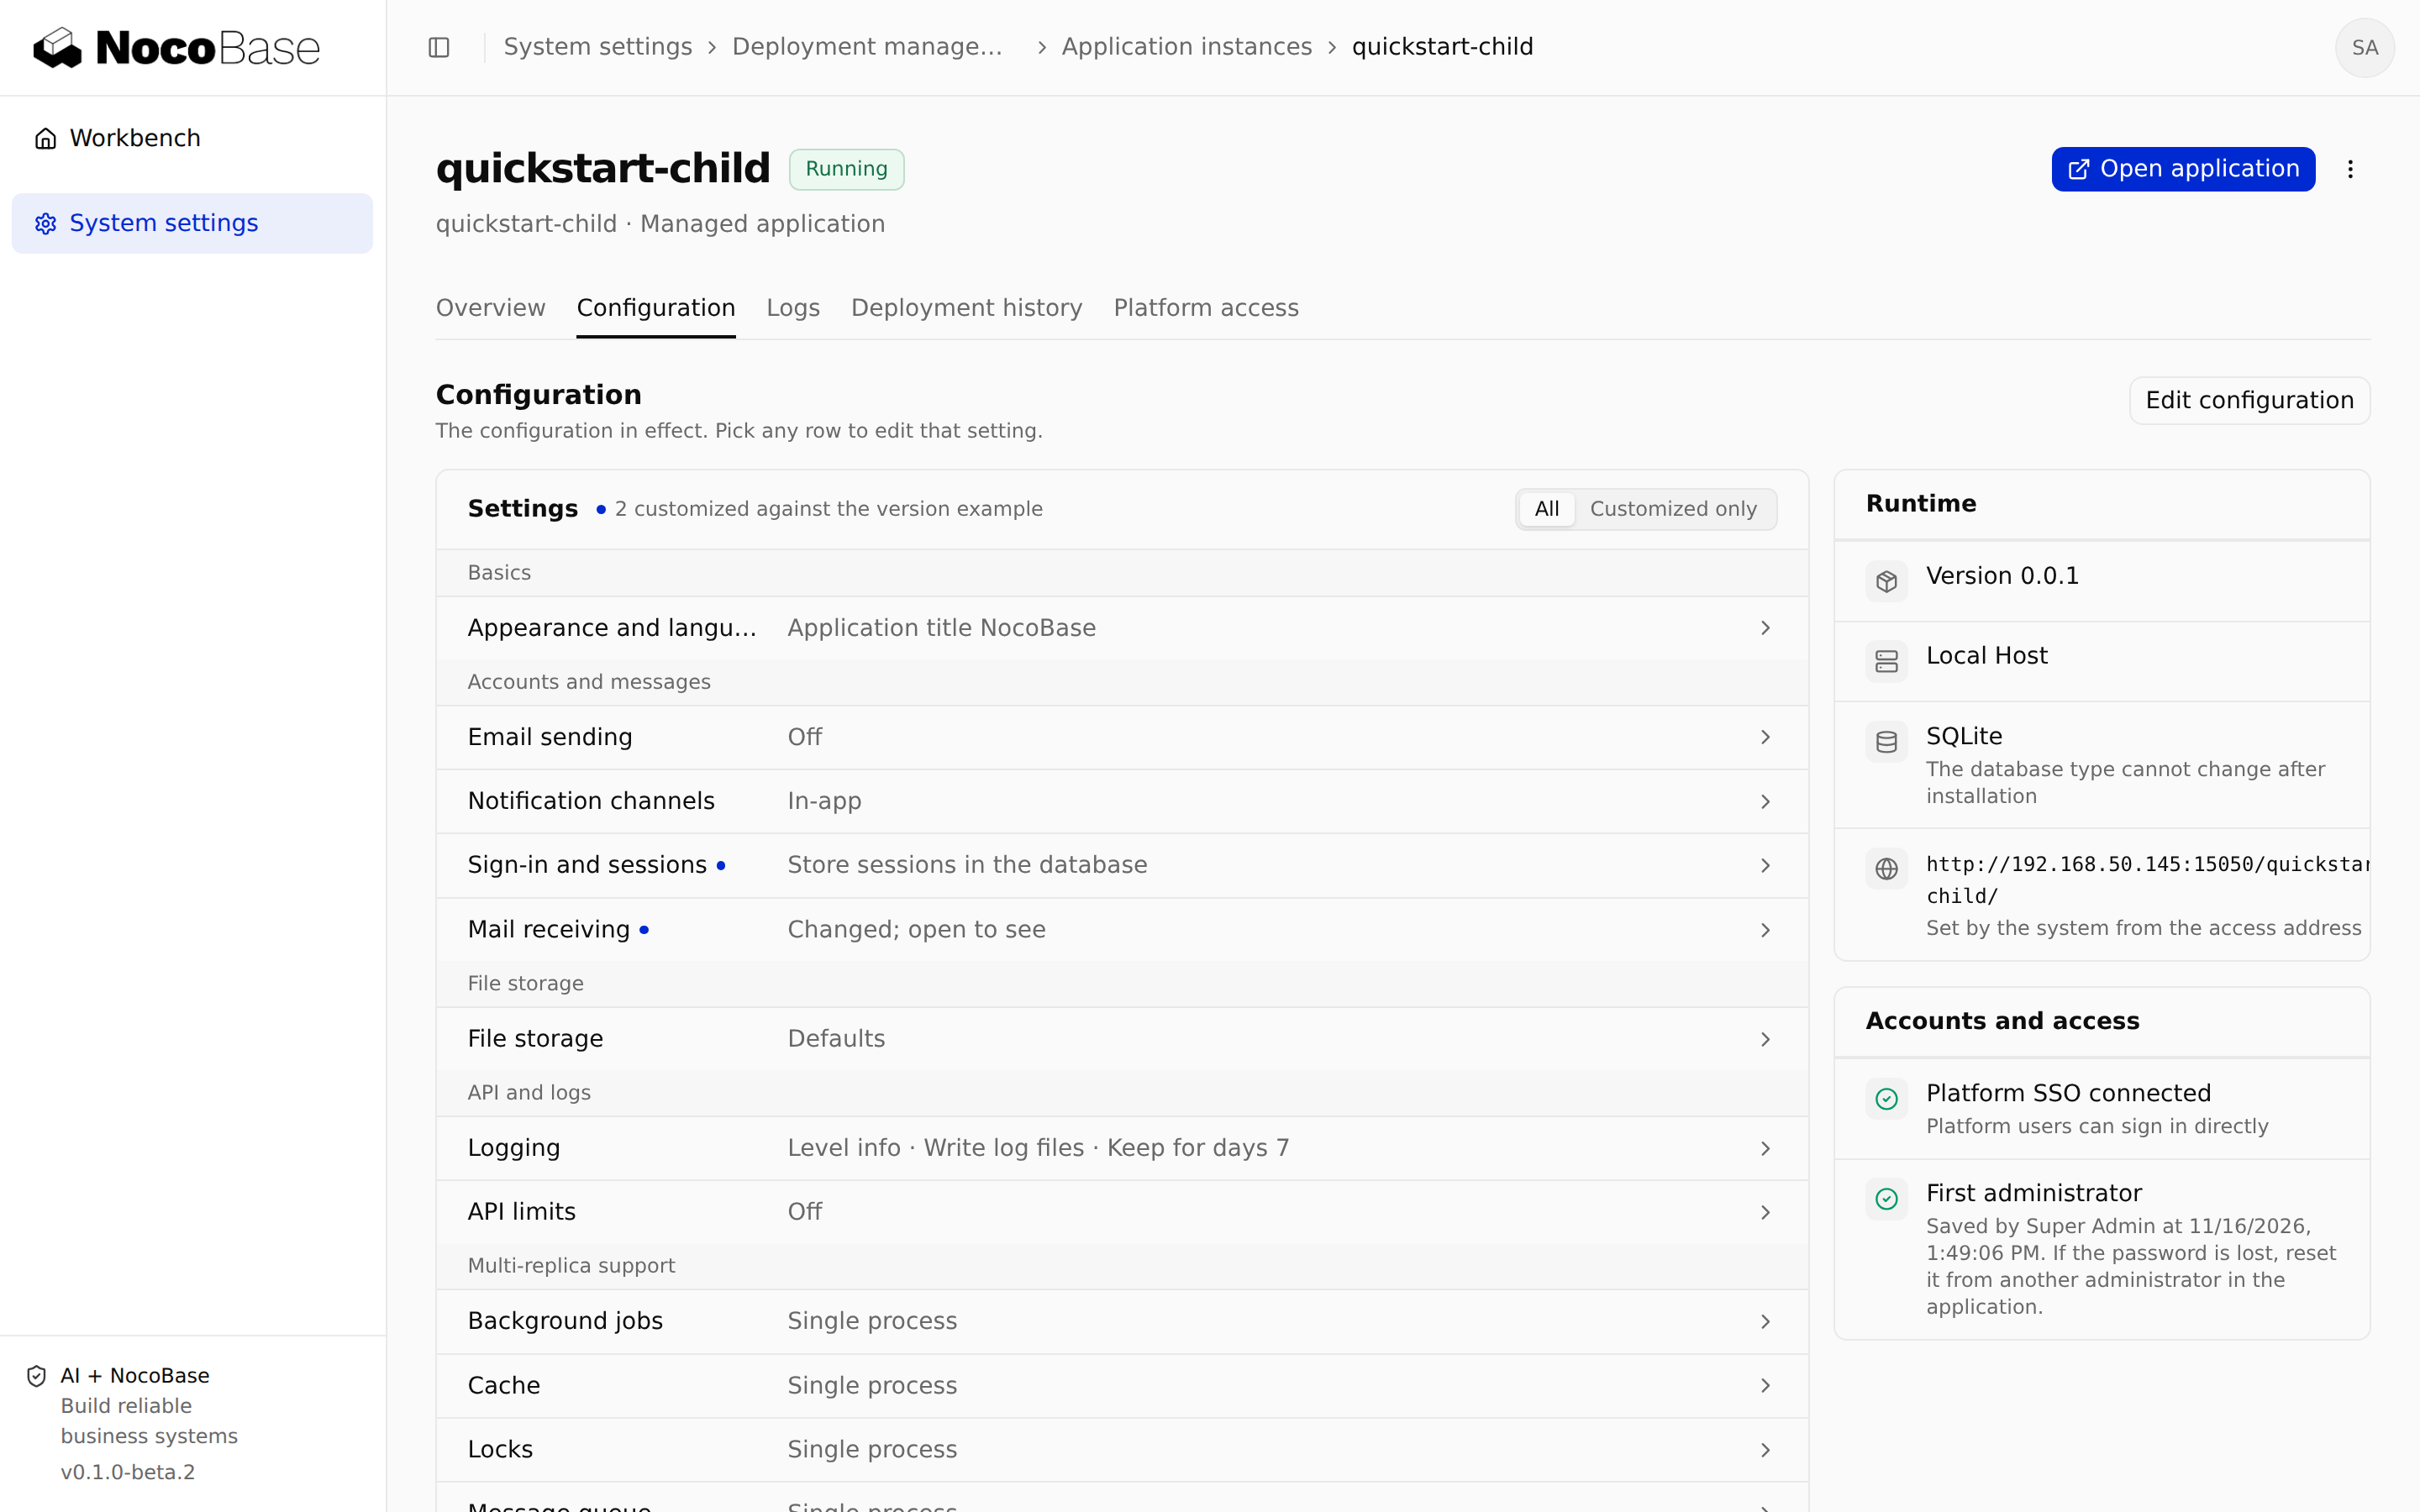 NocoBase
System settings
Deployment manage…
Application instances
quickstart-child
SA
Workbench
System settings
quickstart-child
Running
Open application
quickstart-child · Managed application
Overview
Configuration
Logs
Deployment history
Platform access
Configuration
The configuration in effect. Pick any row to edit that setting.
Edit configuration
Settings
2 customized against the version example
All
Customized only
Basics
Appearance and langu…
Application title NocoBase
Accounts and messages
Email sending
Off
Notification channels
In-app
Sign-in and sessions
Store sessions in the database
Mail receiving
Changed; open to see
File storage
File storage
Defaults
API and logs
Logging
Level info · Write log files · Keep for days 7
API limits
Off
Multi-replica support
Background jobs
Single process
Cache
Single process
Locks
Single process
Message queue
Single process
Runtime
Version 0.0.1
Local Host
SQLite
The database type cannot change after
installation
http://192.168.50.145:15050/quickstar
child/
Set by the system from the access address
Accounts and access
Platform SSO connected
Platform users can sign in directly
First administrator
Saved by Super Admin at 11/16/2026,
1:49:06 PM. If the password is lost, reset
it from another administrator in the
application.
AI + NocoBase
Build reliable
business systems
v0.1.0-beta.2